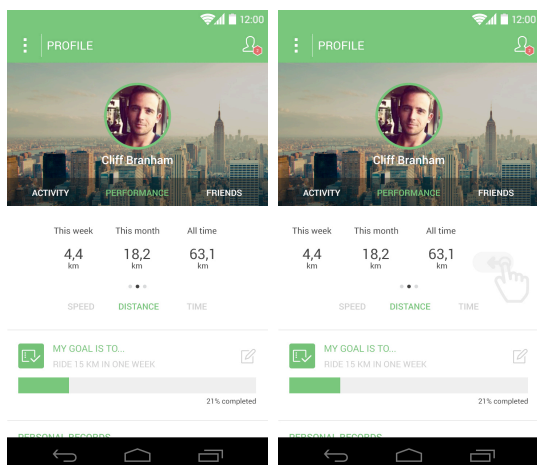 12:00
PROFILE
Cliff Branham
ACTIVITY PERFORMANCE FRIENDS
This week This month All time
4,4 18,2 63,1
km km km
SPEED DISTANCE TIME
MY GOAL IS TO...
RIDE 15 KM IN ONE WEEK
21% completed
PERSONAL RECORDS
12:00
PROFILE
Cliff Branham
ACTIVITY PERFORMANCE FRIENDS
This week This month All time
4,4 18,2 63,1
km km km
SPEED DISTANCE TIME
MY GOAL IS TO...
RIDE 15 KM IN ONE WEEK
21% completed
PERSONAL RECORDS